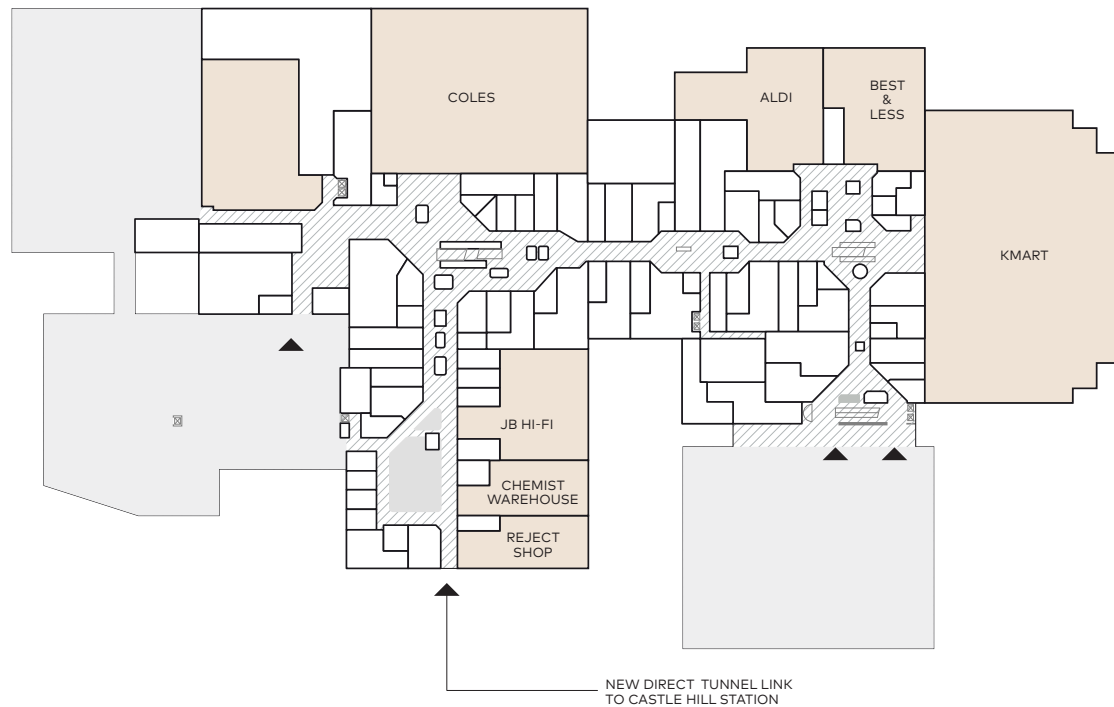 COLES
ALDI
BEST
&
LESS
KMART
JB HI-FI
CHEMIST
WAREHOUSE
REJECT
SHOP
NEW DIRECT TUNNEL LINK
TO CASTLE HILL STATION